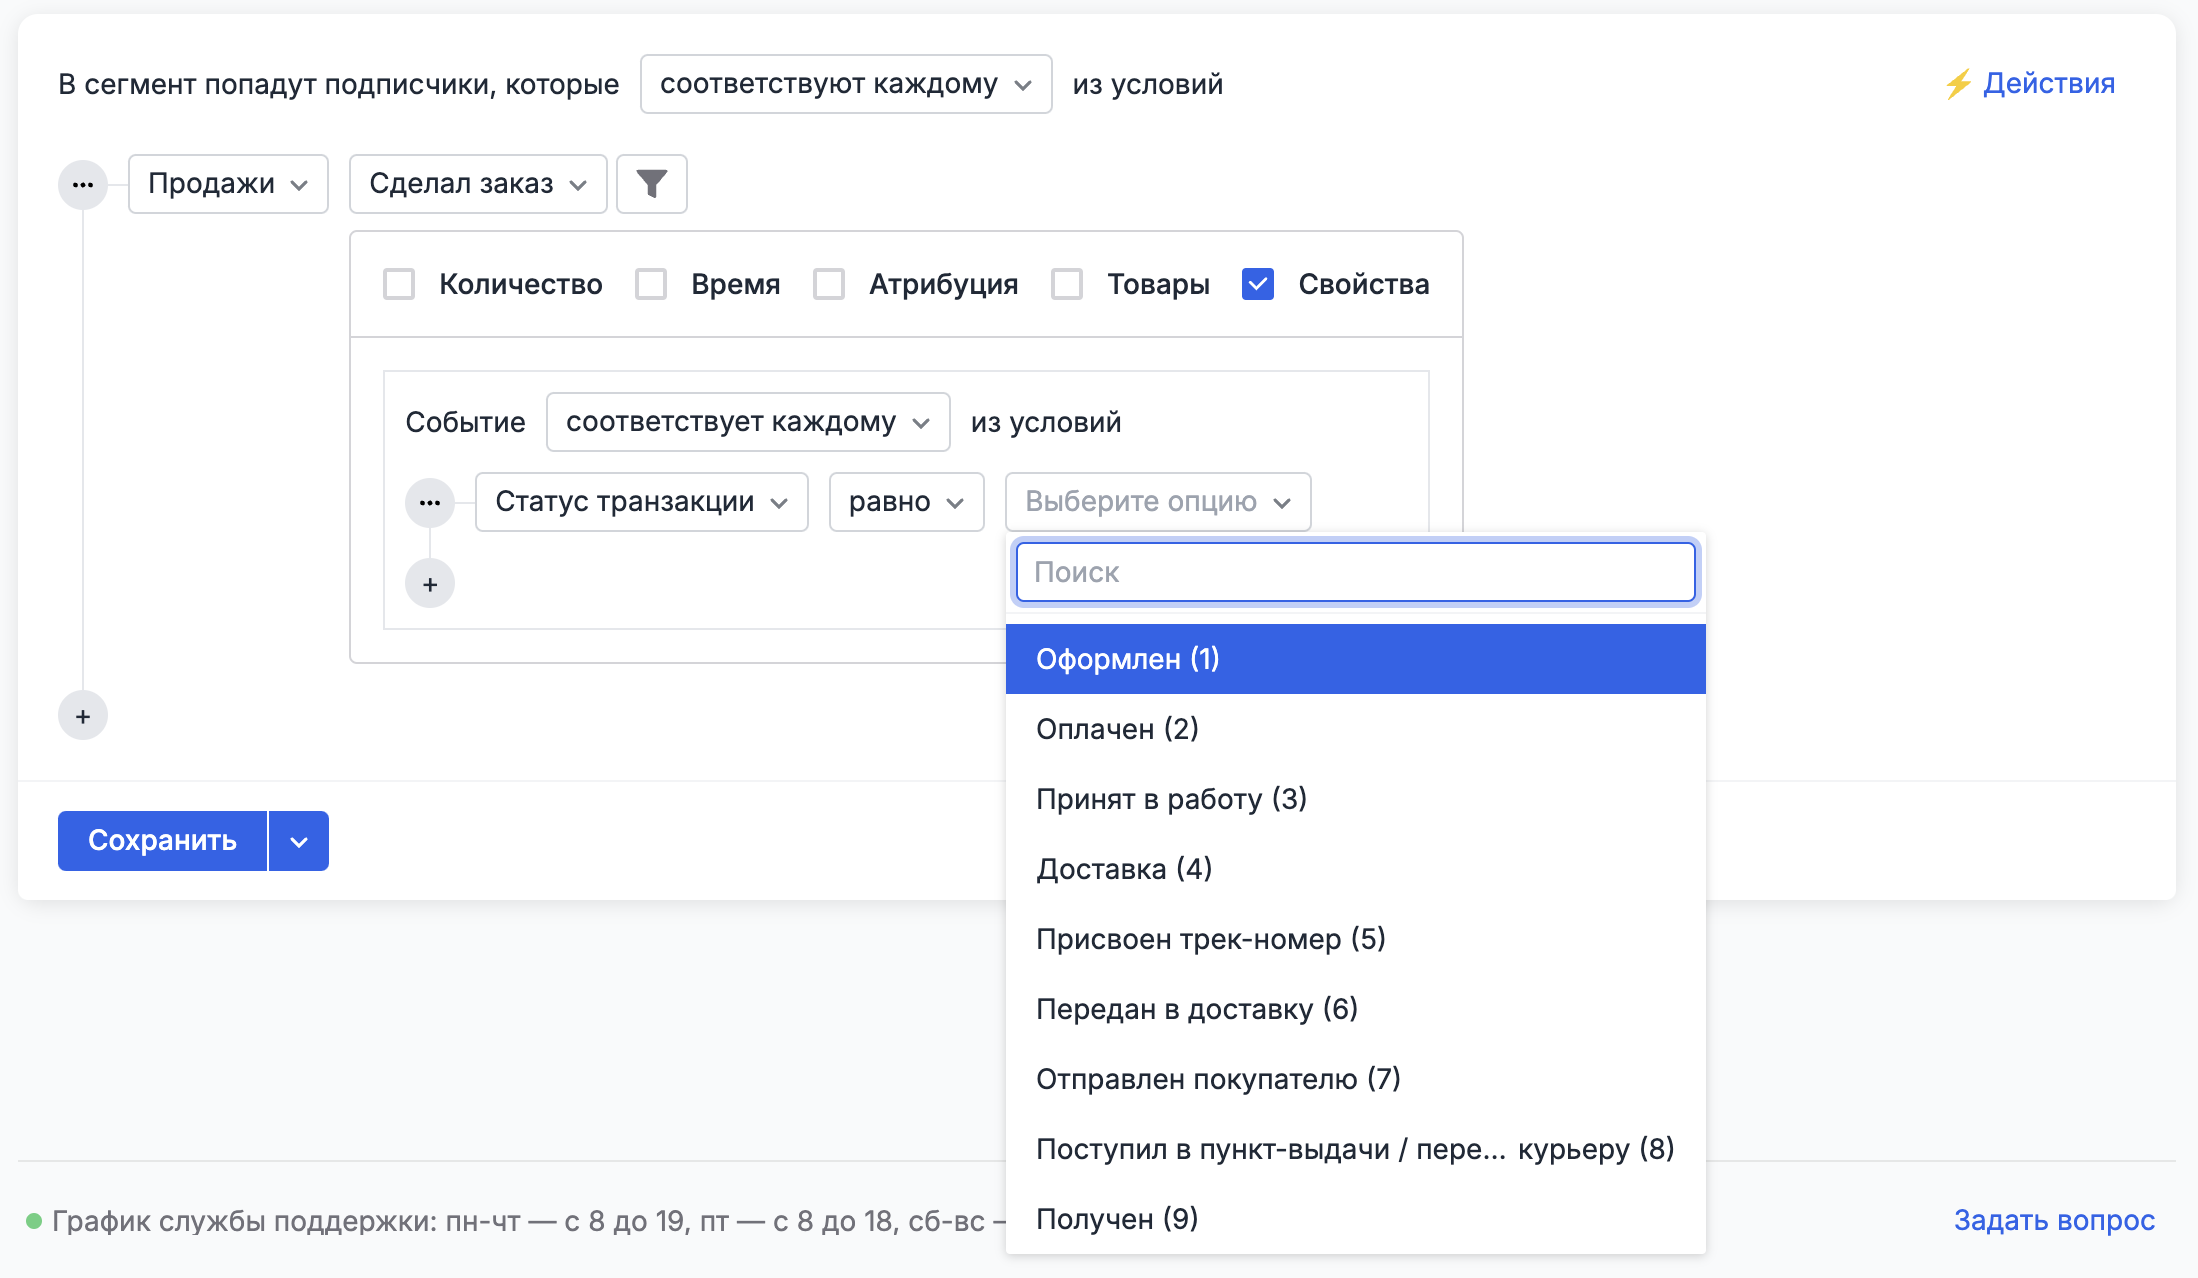 В сегмент попадут подписчики, которые соответствуют каждому из условий
⚡ Действия
Продажи Сделал заказ
Количество Время Атрибуция Товары Свойства
Событие соответствует каждому из условий
Статус транзакции равно Выберите опцию
Поиск
Оформлен (1)
Оплачен (2)
Принят в работу (3)
Доставка (4)
Присвоен трек-номер (5)
Передан в доставку (6)
Отправлен покупателю (7)
Поступил в пункт-выдачи / пере... курьеру (8)
Получен (9)
Сохранить
График службы поддержки: пн-чт — с 8 до 19, пт — с 8 до 18, сб-вс —
Задать вопрос